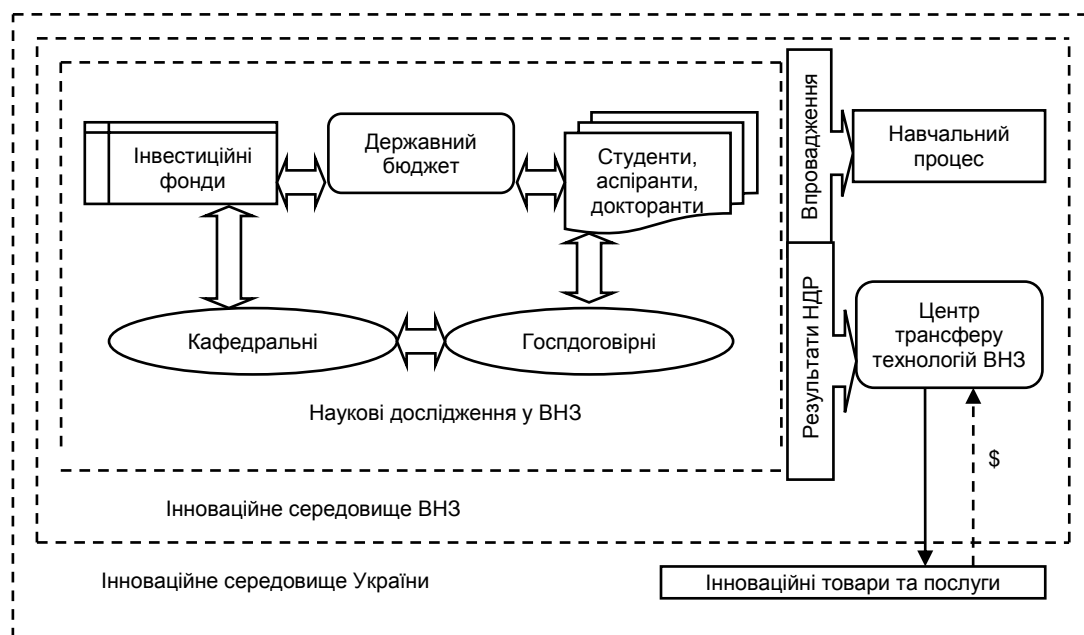 Інвестиційні
фонди
Державний
бюджет
Студенти,
аспіранти,
докторанти
Впровадження
Навчальний
процес
Кафедральні
Госпдоговірні
Результати НДР
Центр
трансферу
технологій ВНЗ
Наукові дослідження у ВНЗ
$
Інноваційне середовище ВНЗ
Інноваційне середовище України
Інноваційні товари та послуги